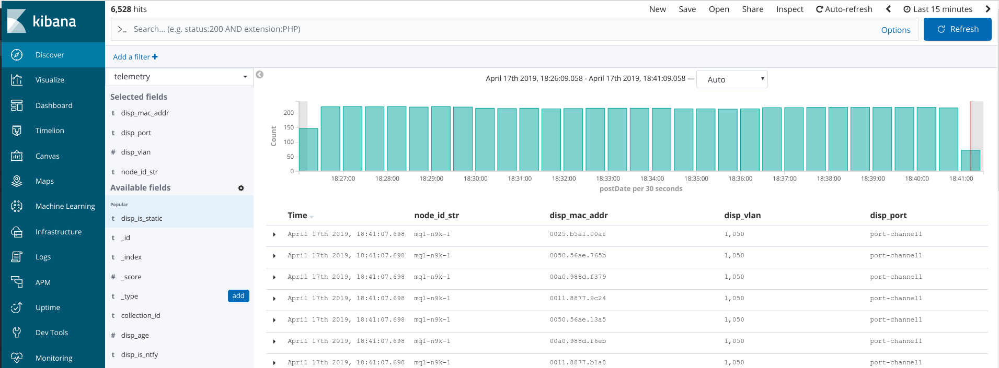 kibana
Discover
Visualize
Dashboard
Timelion
Canvas
Maps
Machine Learning
Infrastructure
Logs
APM
Uptime
Dev Tools
Monitoring
6,528 hits
New Save Open Share Inspect Auto-refresh Last 15 minutes
>_ Search... (e.g. status:200 AND extension:PHP) Options Refresh
Add a filter +
telemetry
Selected fields
t disp_mac_addr
t disp_port
# disp_vlan
t node_id_str
Available fields
Popular
t disp_is_static
t _id
t _index
# _score
t _type add
t collection_id
# disp_age
t disp_is_ntfy
April 17th 2019, 18:26:09.058 - April 17th 2019, 18:41:09.058 — Auto
Count
200
150
100
50
0
18:27:00 18:28:00 18:29:00 18:30:00 18:31:00 18:32:00 18:33:00 18:34:00 18:35:00 18:36:00 18:37:00 18:38:00 18:39:00 18:40:00 18:41:00
postDate per 30 seconds
Time node_id_str disp_mac_addr disp_vlan disp_port
April 17th 2019, 18:41:07.698 mq1-n9k-1 0025.b5a1.00af 1,050 port-channel1
April 17th 2019, 18:41:07.698 mq1-n9k-1 0050.56ae.765b 1,050 port-channel1
April 17th 2019, 18:41:07.698 mq1-n9k-1 00a0.988d.f379 1,050 port-channel1
April 17th 2019, 18:41:07.698 mq1-n9k-1 0011.8877.9c24 1,050 port-channel1
April 17th 2019, 18:41:07.698 mq1-n9k-1 0050.56ae.13a5 1,050 port-channel1
April 17th 2019, 18:41:07.698 mq1-n9k-1 00a0.988d.f6eb 1,050 port-channel1
April 17th 2019, 18:41:07.698 mq1-n9k-1 0011.8877.b1a8 1,050 port-channel1